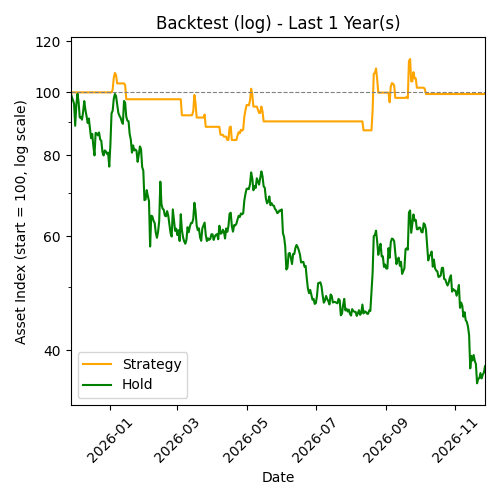 Backtest (log) - Last 1 Year(s)
Asset Index (start = 100, log scale)
120
100
80
60
40
Strategy
Hold
2026-01
2026-03
2026-05
2026-07
2026-09
2026-11
Date